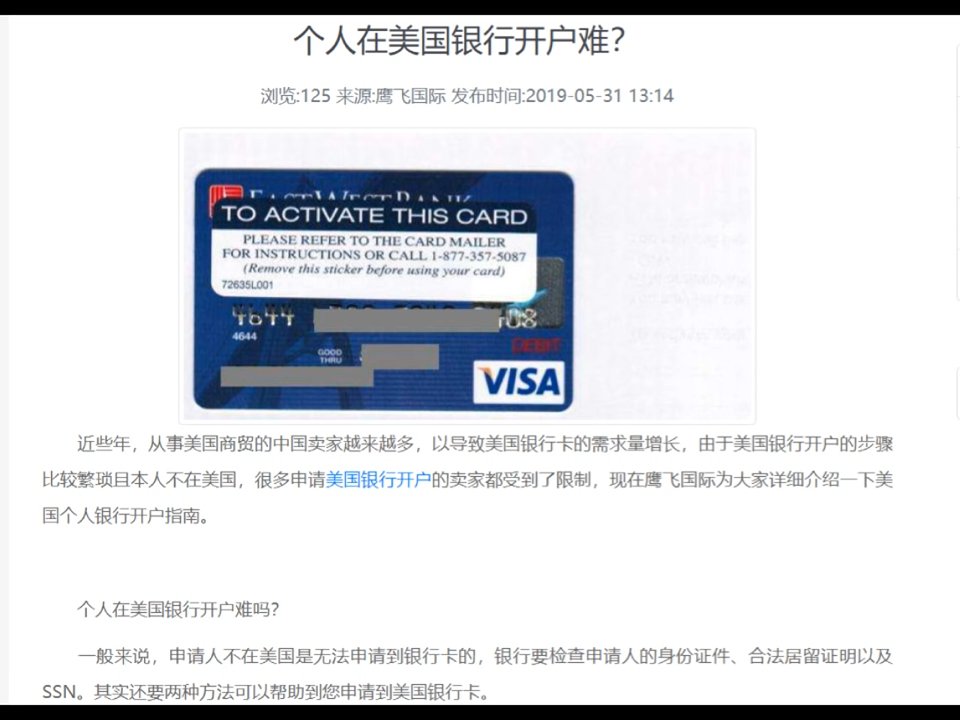 个人在美国银行开户难？
浏览:125 来源:鹰飞国际 发布时间:2019-05-31 13:14
EASTWESTBANK
TO ACTIVATE THIS CARD
PLEASE REFER TO THE CARD MAILER
FOR INSTRUCTIONS OR CALL 1-877-357-5087
(Remove this sticker before using your card)
72635L001
4644
GOOD
THRU
DEBIT
VISA
近些年，从事美国商贸的中国卖家越来越多，以导致美国银行卡的需求量增长，由于美国银行开户的步骤
比较繁琐且本人不在美国，很多申请美国银行开户的卖家都受到了限制，现在鹰飞国际为大家详细介绍一下美
国个人银行开户指南。
个人在美国银行开户难吗？
一般来说，申请人不在美国是无法申请到银行卡的，银行要检查申请人的身份证件、合法居留证明以及
SSN。其实还要两种方法可以帮助到您申请到美国银行卡。